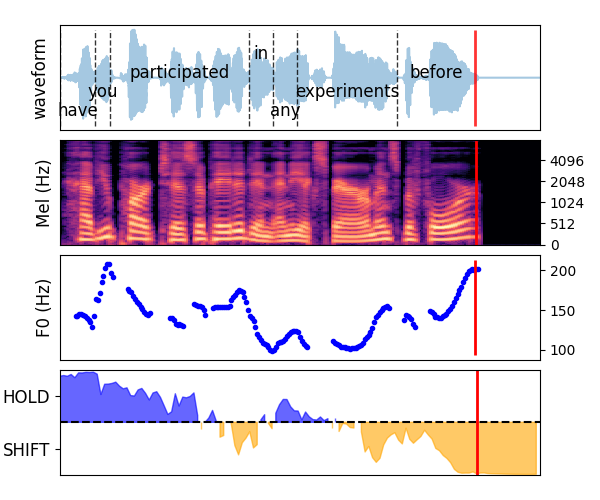 waveform
in
participated
before
you
experiments
have
any
Mel (Hz)
4096
2048
1024
512
0
F0 (Hz)
200
150
100
HOLD
SHIFT